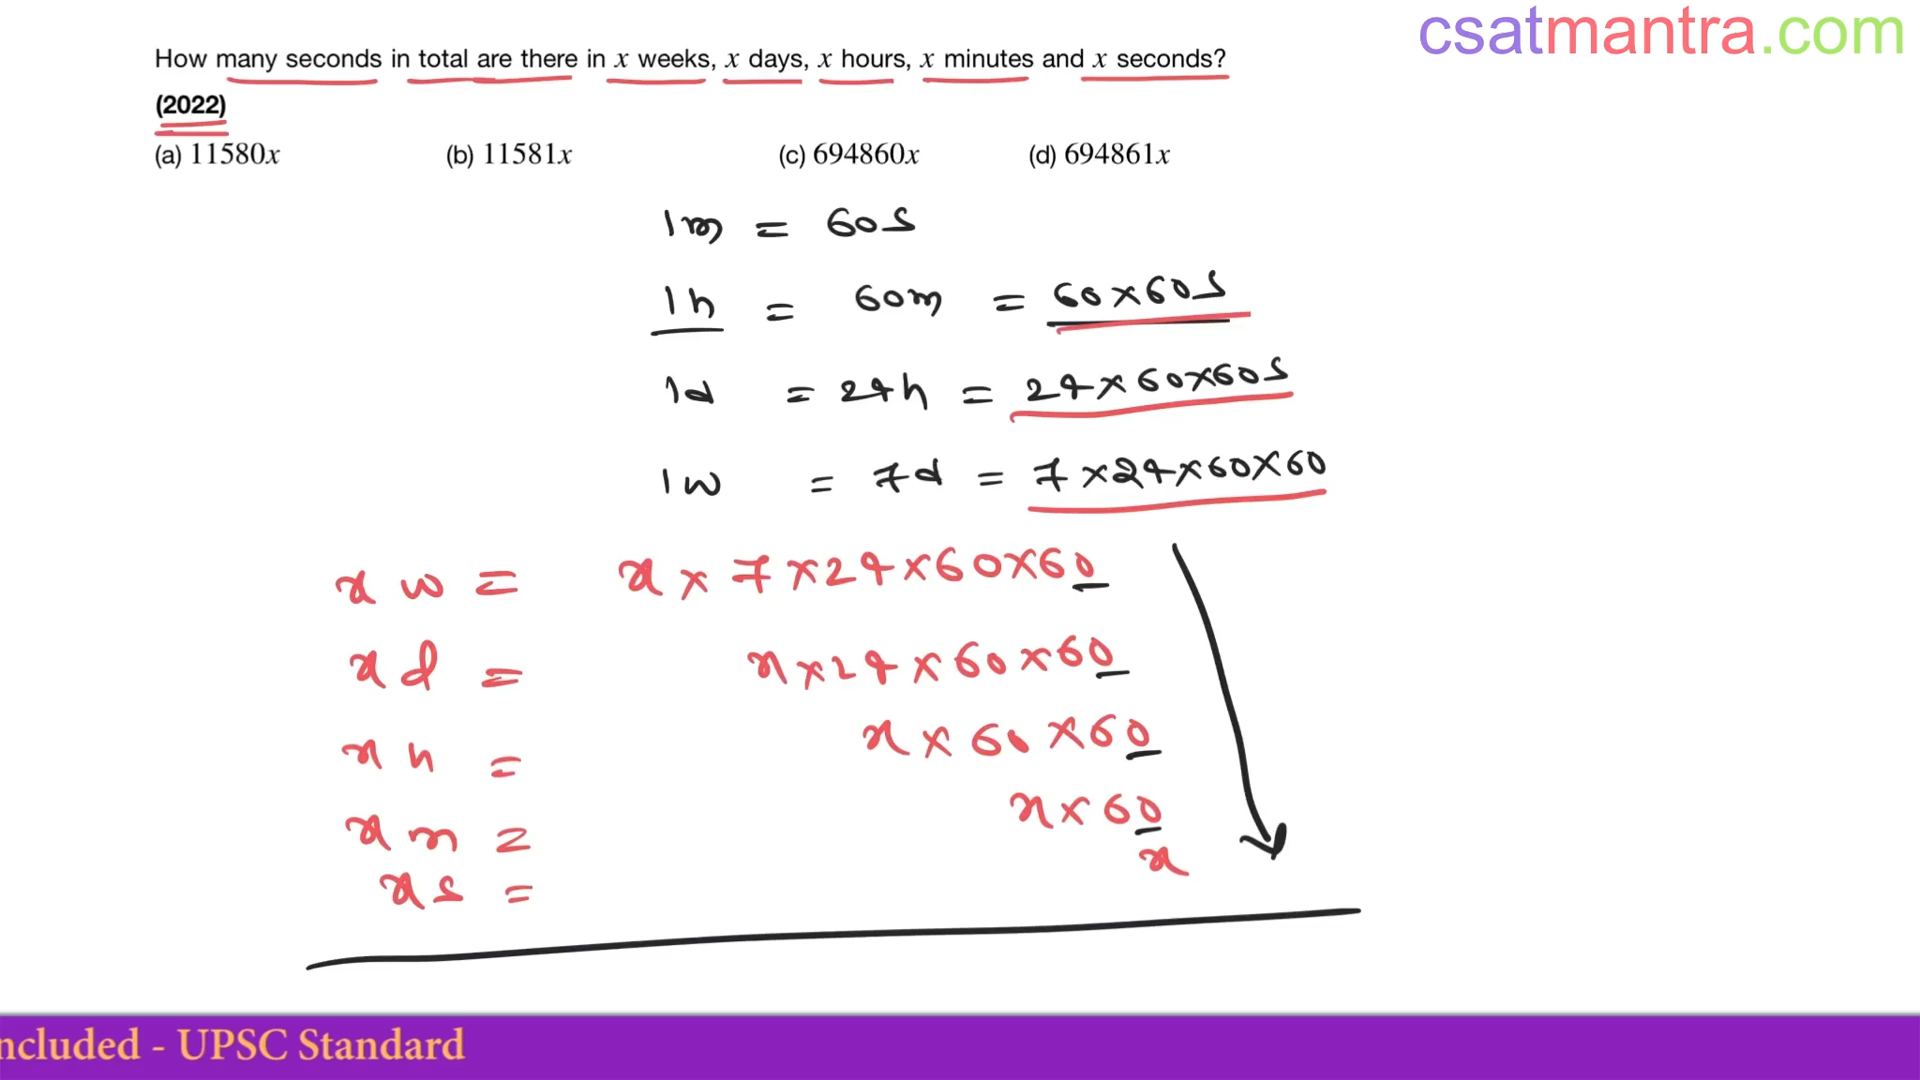 csatmantra.com
How many seconds in total are there in x weeks, x days, x hours, x minutes and x seconds?
(2022)
(a) 11580x (b) 11581x (c) 694860x (d) 694861x
1m = 60s
1h = 60m = 60×60s
1d = 24h = 24×60×60s
1w = 7d = 7×24×60×60
x w = x × 7×24×60×60
x d = x×24×60×60
x h = x×60×60
x m = x×60
x s = x
ncluded - UPSC Standard